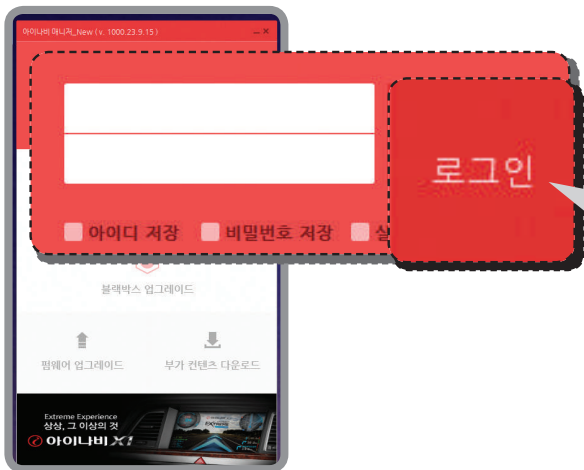 아이나비 매니저_New ( v. 1000.23.9.15 )
로그인
아이디 저장 비밀번호 저장
블랙박스 업그레이드
펌웨어 업그레이드 부가 컨텐츠 다운로드
Extreme Experience
상상, 그 이상의 것
아이나비 X1